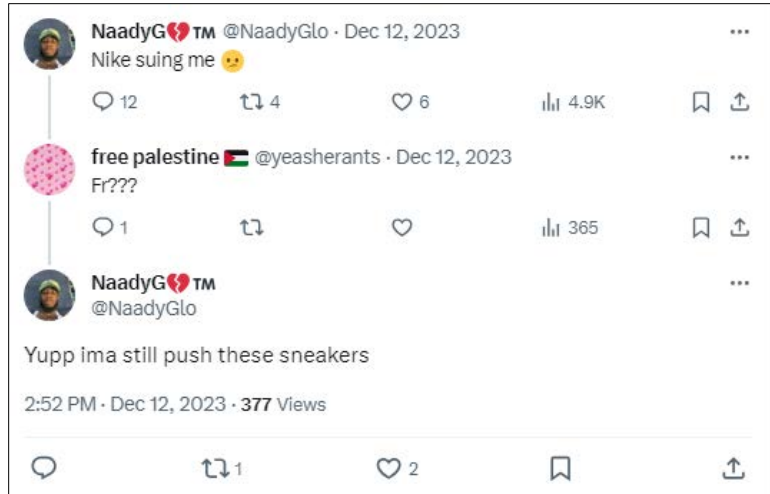 NaadyG💔™ @NaadyGlo · Dec 12, 2023
Nike suing me 🫤
12 4 6 4.9K
free palestine 🇵🇸 @yeasherants · Dec 12, 2023
Fr???
1 365
NaadyG💔™
@NaadyGlo
Yupp ima still push these sneakers
2:52 PM · Dec 12, 2023 · 377 Views
1 2